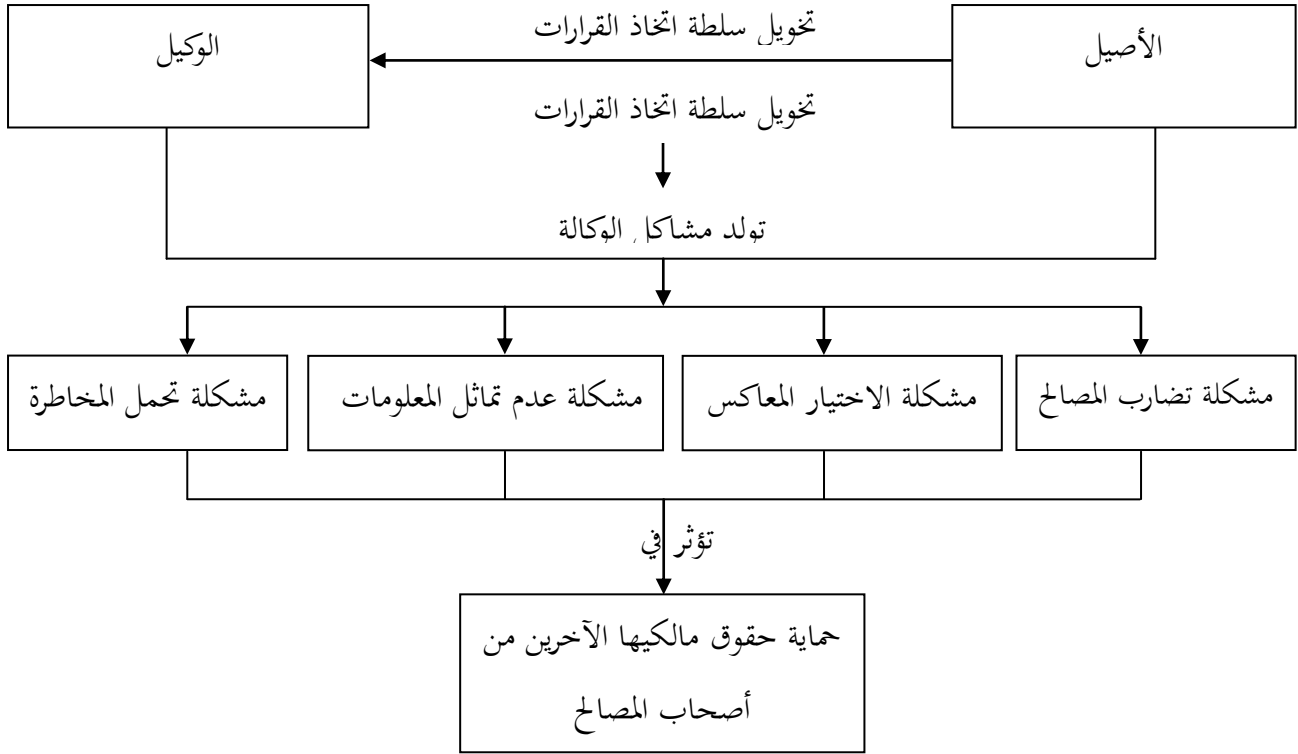 تخويل سلطة اتخاذ القرارات
الأصيل
الوكيل
تخويل سلطة اتخاذ القرارات
تولد مشاكل الوكالة
مشكلة تضارب المصالح
مشكلة الاختيار المعاكس
مشكلة عدم تماثل المعلومات
مشكلة تحمل المخاطرة
تؤثر في
حماية حقوق مالكيها الآخرين من
أصحاب المصالح